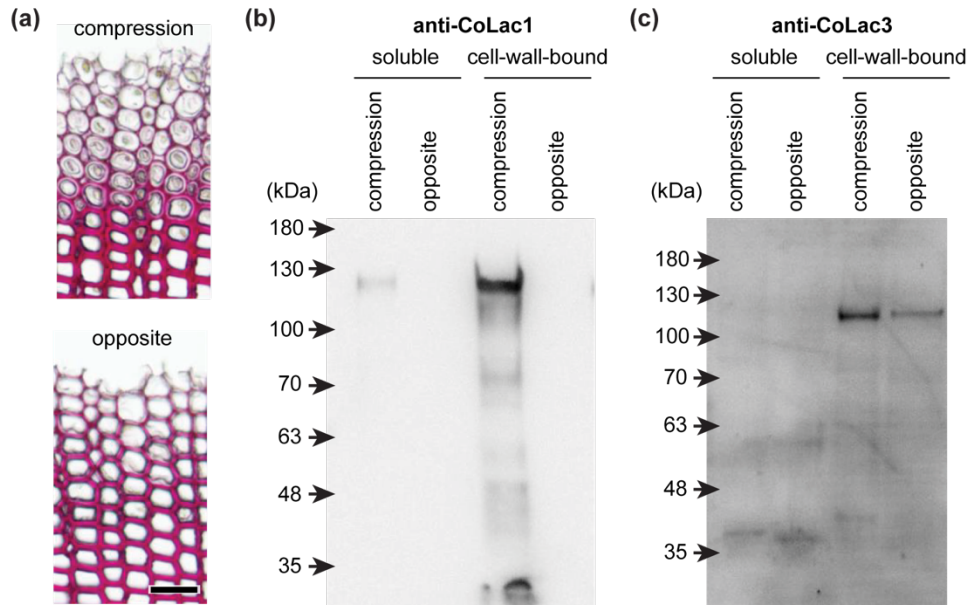 (a)
compression
opposite
(b)
anti-CoLac1
soluble
cell-wall-bound
compression
opposite
compression
opposite
(kDa)
180
130
100
70
63
48
35
(c)
anti-CoLac3
soluble
cell-wall-bound
compression
opposite
compression
opposite
(kDa)
180
130
100
70
63
48
35